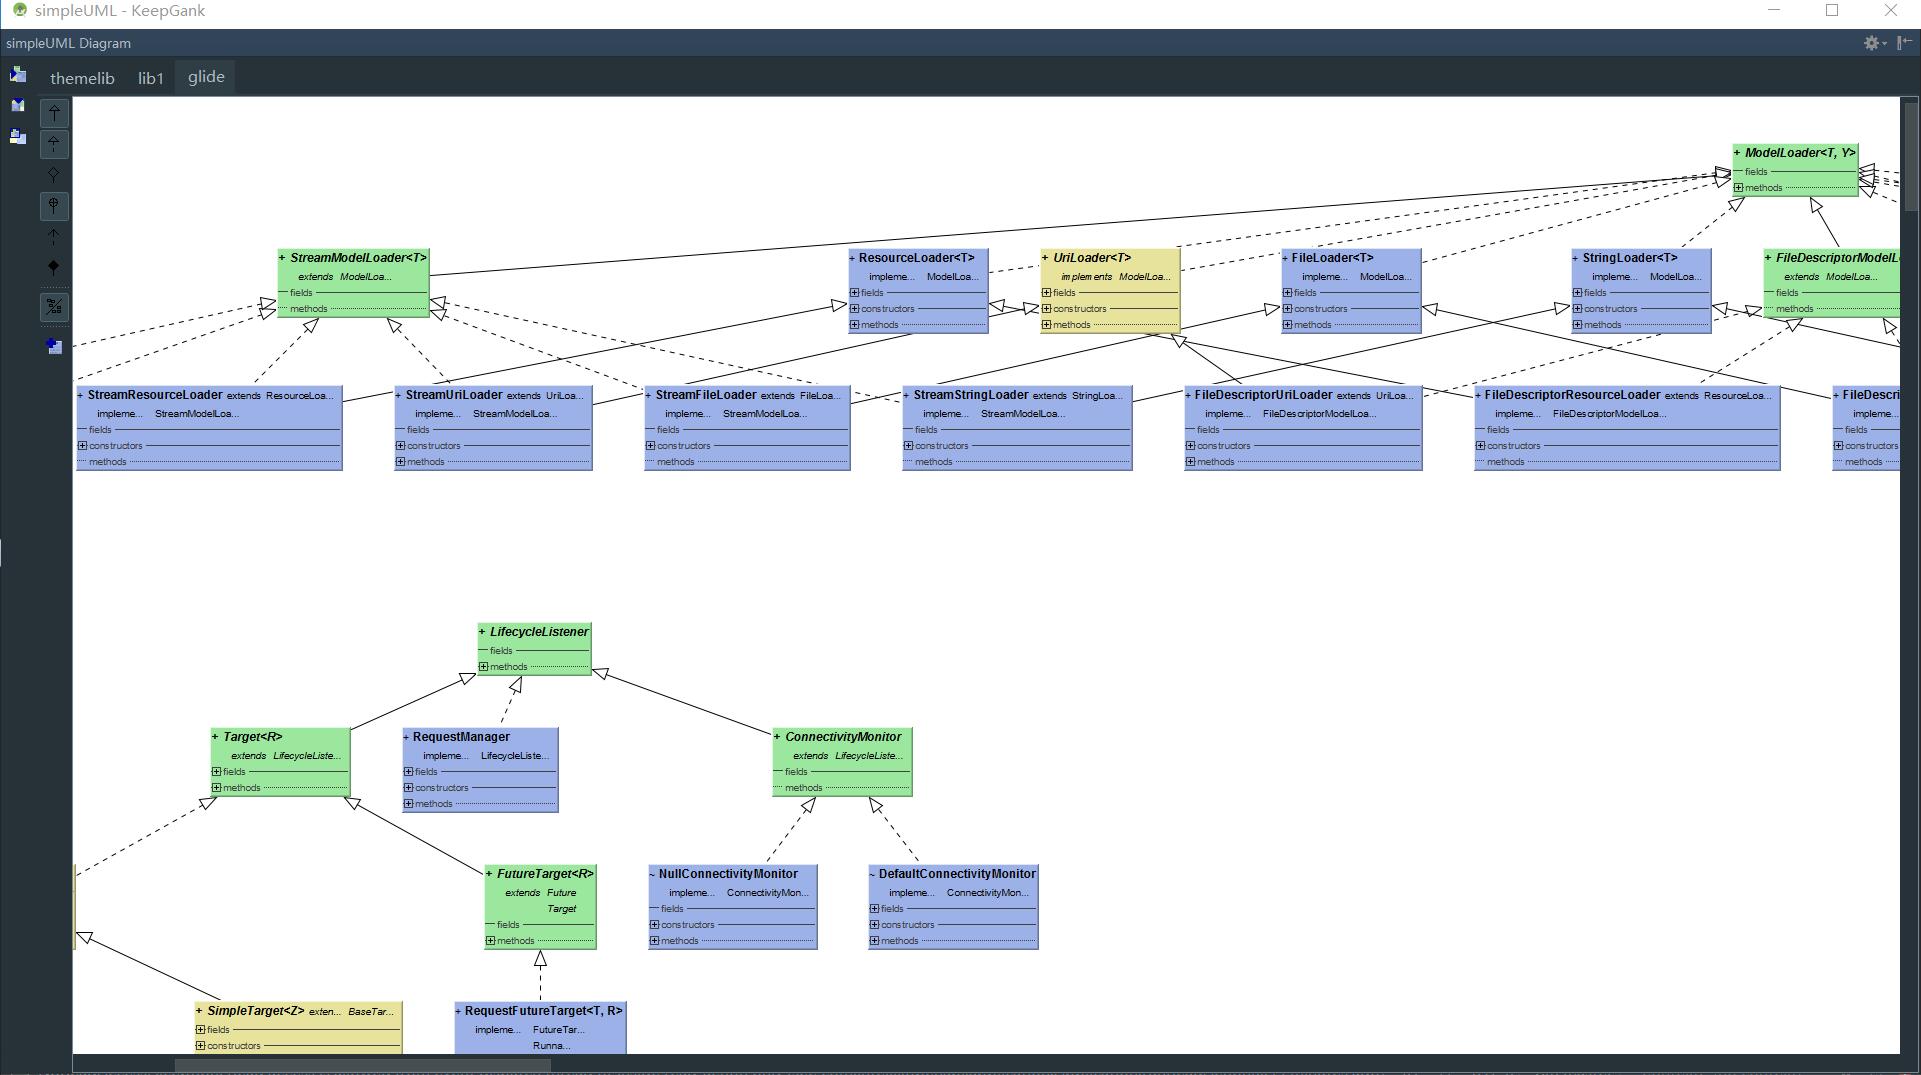 simpleUML - KeepGank
simpleUML Diagram
themelib lib1 glide
+ ModelLoader<T, Y>
fields
methods
+ StreamModelLoader<T>
extends ModelLoa...
fields
methods
+ ResourceLoader<T>
impleme... ModelLoa...
fields
constructors
methods
+ UriLoader<T>
implements ModelLoa...
fields
constructors
methods
+ FileLoader<T>
impleme... ModelLoa...
fields
constructors
methods
+ StringLoader<T>
impleme... ModelLoa...
fields
constructors
methods
+ FileDescriptorModelL
extends ModelLoa...
fields
methods
+ StreamResourceLoader extends ResourceLoa...
impleme... StreamModelLoa...
fields
constructors
methods
+ StreamUriLoader extends UriLoa...
impleme... StreamModelLoa...
fields
constructors
methods
+ StreamFileLoader extends FileLoa...
impleme... StreamModelLoa...
fields
constructors
methods
+ StreamStringLoader extends StringLoa...
impleme... StreamModelLoa...
fields
constructors
methods
+ FileDescriptorUriLoader extends UriLoa...
impleme... FileDescriptorModelLoa...
fields
constructors
methods
+ FileDescriptorResourceLoader extends ResourceLoa...
impleme... FileDescriptorModelLoa...
fields
constructors
methods
+ FileDescri
impleme...
fields
constructors
methods
+ LifecycleListener
fields
methods
+ Target<R>
extends LifecycleListe...
fields
methods
+ RequestManager
impleme... LifecycleListe...
fields
constructors
methods
+ ConnectivityMonitor
extends LifecycleListe...
fields
methods
+ FutureTarget<R>
extends Future
Target
fields
methods
~ NullConnectivityMonitor
impleme... ConnectivityMon...
fields
constructors
methods
~ DefaultConnectivityMonitor
impleme... ConnectivityMon...
fields
constructors
methods
+ SimpleTarget<Z> exten... BaseTar...
fields
constructors
+ RequestFutureTarget<T, R>
impleme... FutureTar...
Runna...